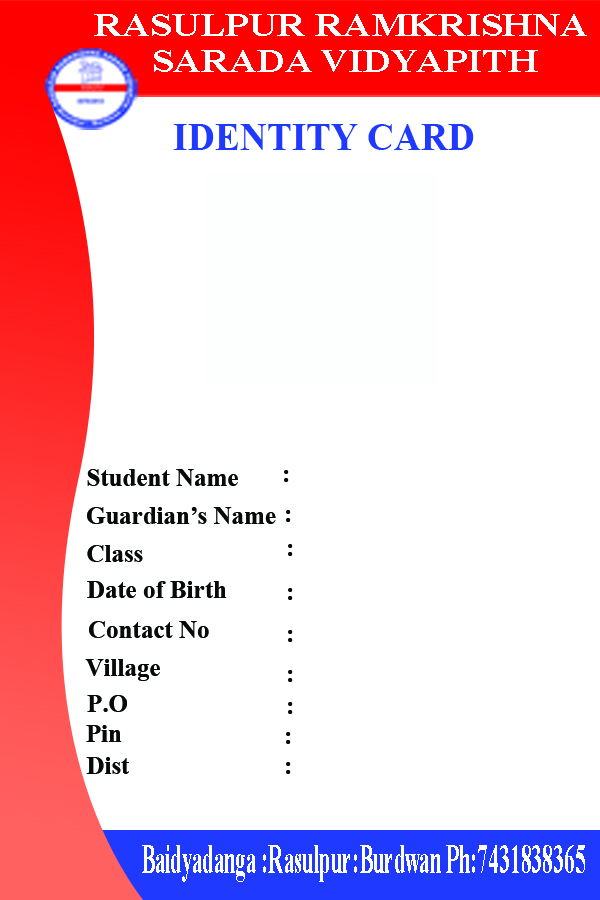 RASULPUR RAMKRISHNA
SARADA VIDYAPITH
IDENTITY CARD
Student Name :
Guardian’s Name :
Class :
Date of Birth :
Contact No :
Village :
P.O :
Pin :
Dist :
Baidyadanga :Rasulpur:Burdwan Ph:7431838365